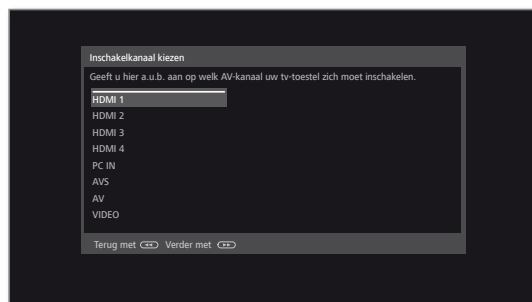 Inschakelkanaal kiezen
Geeft u hier a.u.b. aan op welk AV-kanaal uw tv-toestel zich moet inschakelen.
HDMI 1
HDMI 2
HDMI 3
HDMI 4
PC IN
AVS
AV
VIDEO
Terug met Verder met